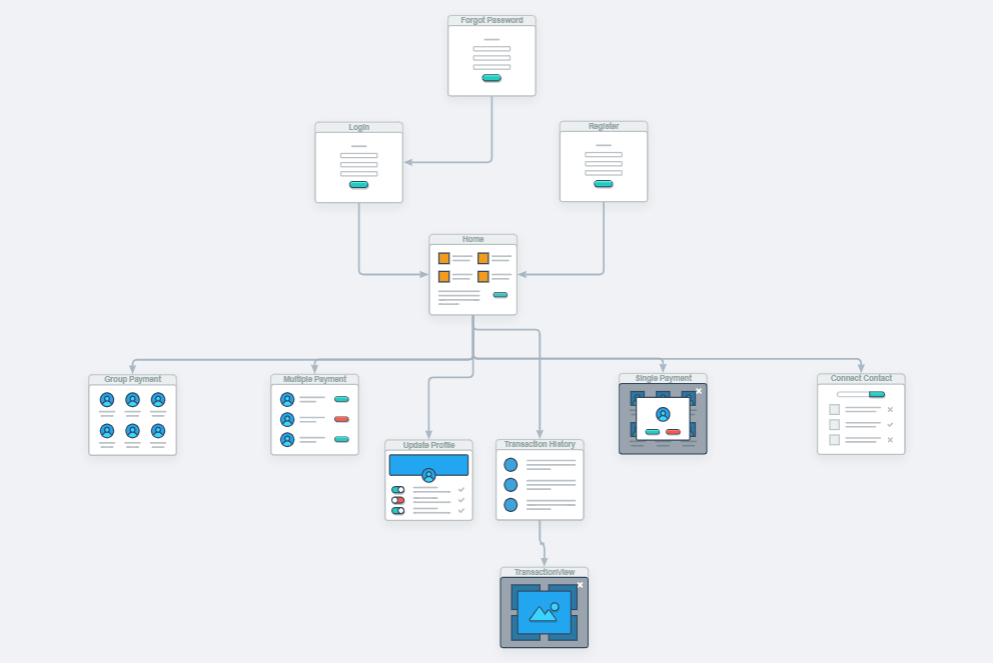 Forgot Password
Login
Register
Home
Group Payment
Multiple Payment
Single Payment
Connect Contact
Update Profile
Transaction History
TransactionView